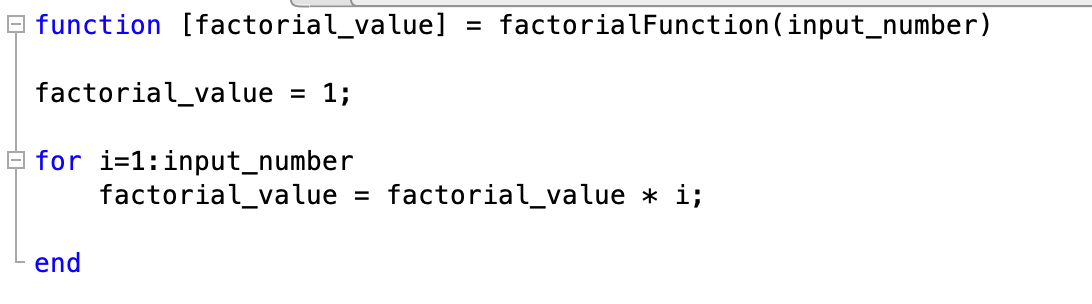 function [factorial_value] = factorialFunction(input_number)
factorial_value = 1;
for i=1:input_number
factorial_value = factorial_value * i;
end